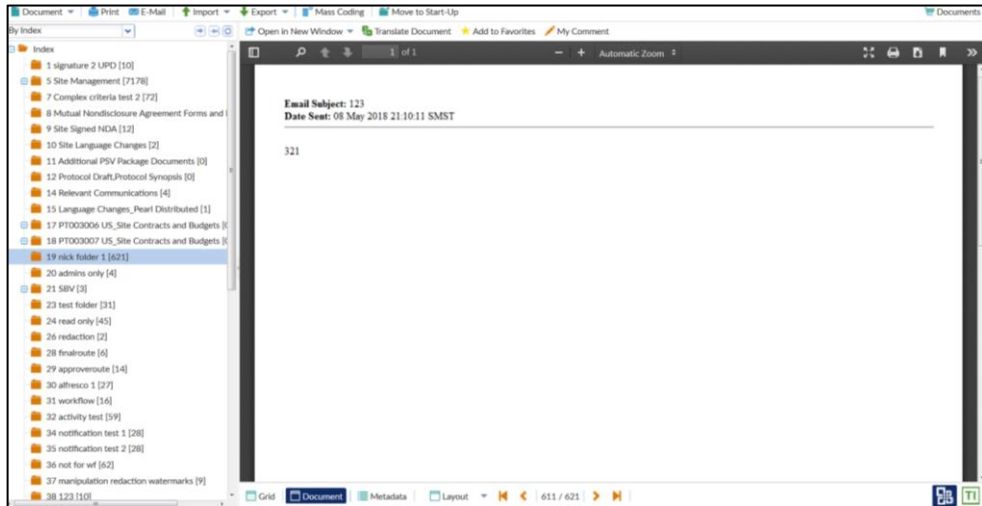 Document Print E-Mail Import Export Mass Coding Move to Start-Up Documents
By Index
Open in New Window Translate Document Add to Favorites My Comment
1 of 1 Automatic Zoom
Index
1 signature 2 UPD [10]
5 Site Management [7178]
7 Complex criteria test 2 [72]
8 Mutual Nondisclosure Agreement Forms and
9 Site Signed NDA [12]
10 Site Language Changes [2]
11 Additional PSV Package Documents [0]
12 Protocol Draft,Protocol Synopsis [0]
14 Relevant Communications [4]
15 Language Changes_Pearl Distributed [1]
17 PT003006 US_Site Contracts and Budgets [
18 PT003007 US_Site Contracts and Budgets [
19 nick folder 1 [621]
20 admins only [4]
21 SBV [3]
23 test folder [31]
24 read only [45]
26 redaction [2]
28 finalroute [6]
29 approveroute [14]
30 alfresco 1 [27]
31 workflow [16]
32 activity test [59]
34 notification test 1 [28]
35 notification test 2 [28]
36 not for wf [62]
37 manipulation redaction watermarks [9]
38 123 [10]
Email Subject: 123
Date Sent: 08 May 2018 21:10:11 SMST
321
Grid Document Metadata Layout 611 / 621 TI